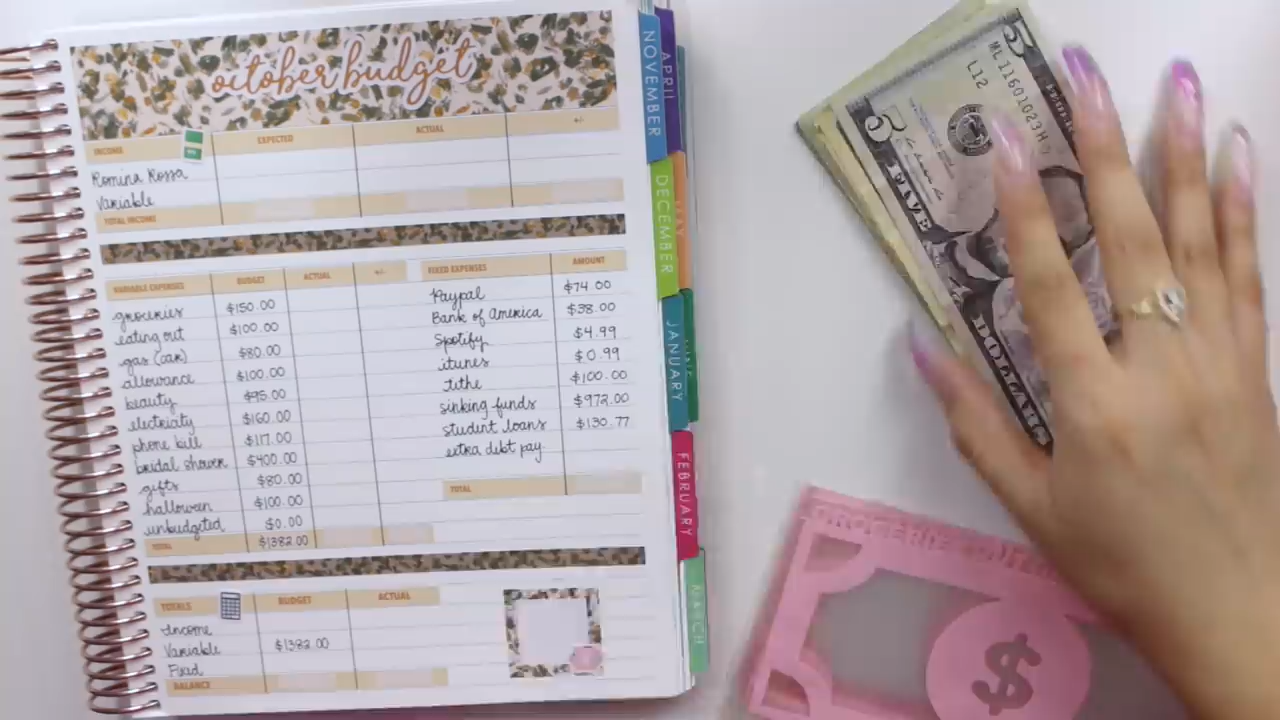 october budget
INCOME EXPECTED ACTUAL +/-
Romina Rossa
Variable
TOTAL INCOME
VARIABLE EXPENSES BUDGET ACTUAL +/-
groceries $150.00
eating out $100.00
gas (car) $80.00
allowance $100.00
beauty $95.00
electricity $160.00
phone bill $117.00
bridal shower $400.00
gifts $80.00
halloween $100.00
unbudgeted $0.00
TOTAL $1382.00
FIXED EXPENSES AMOUNT
Paypal $74.00
Bank of America $38.00
Spotify $4.99
itunes $0.99
tithe $100.00
sinking funds $972.00
student loans $130.77
extra debt pay
TOTAL
TOTALS BUDGET ACTUAL
Income
Variable $1382.00
Fixed
BALANCE
NOVEMBER
DECEMBER
JANUARY
FEBRUARY
MARCH
APRIL
MAY
JUNE
5
ML11601023H
L12
5
FIVE
DOLLARS
$